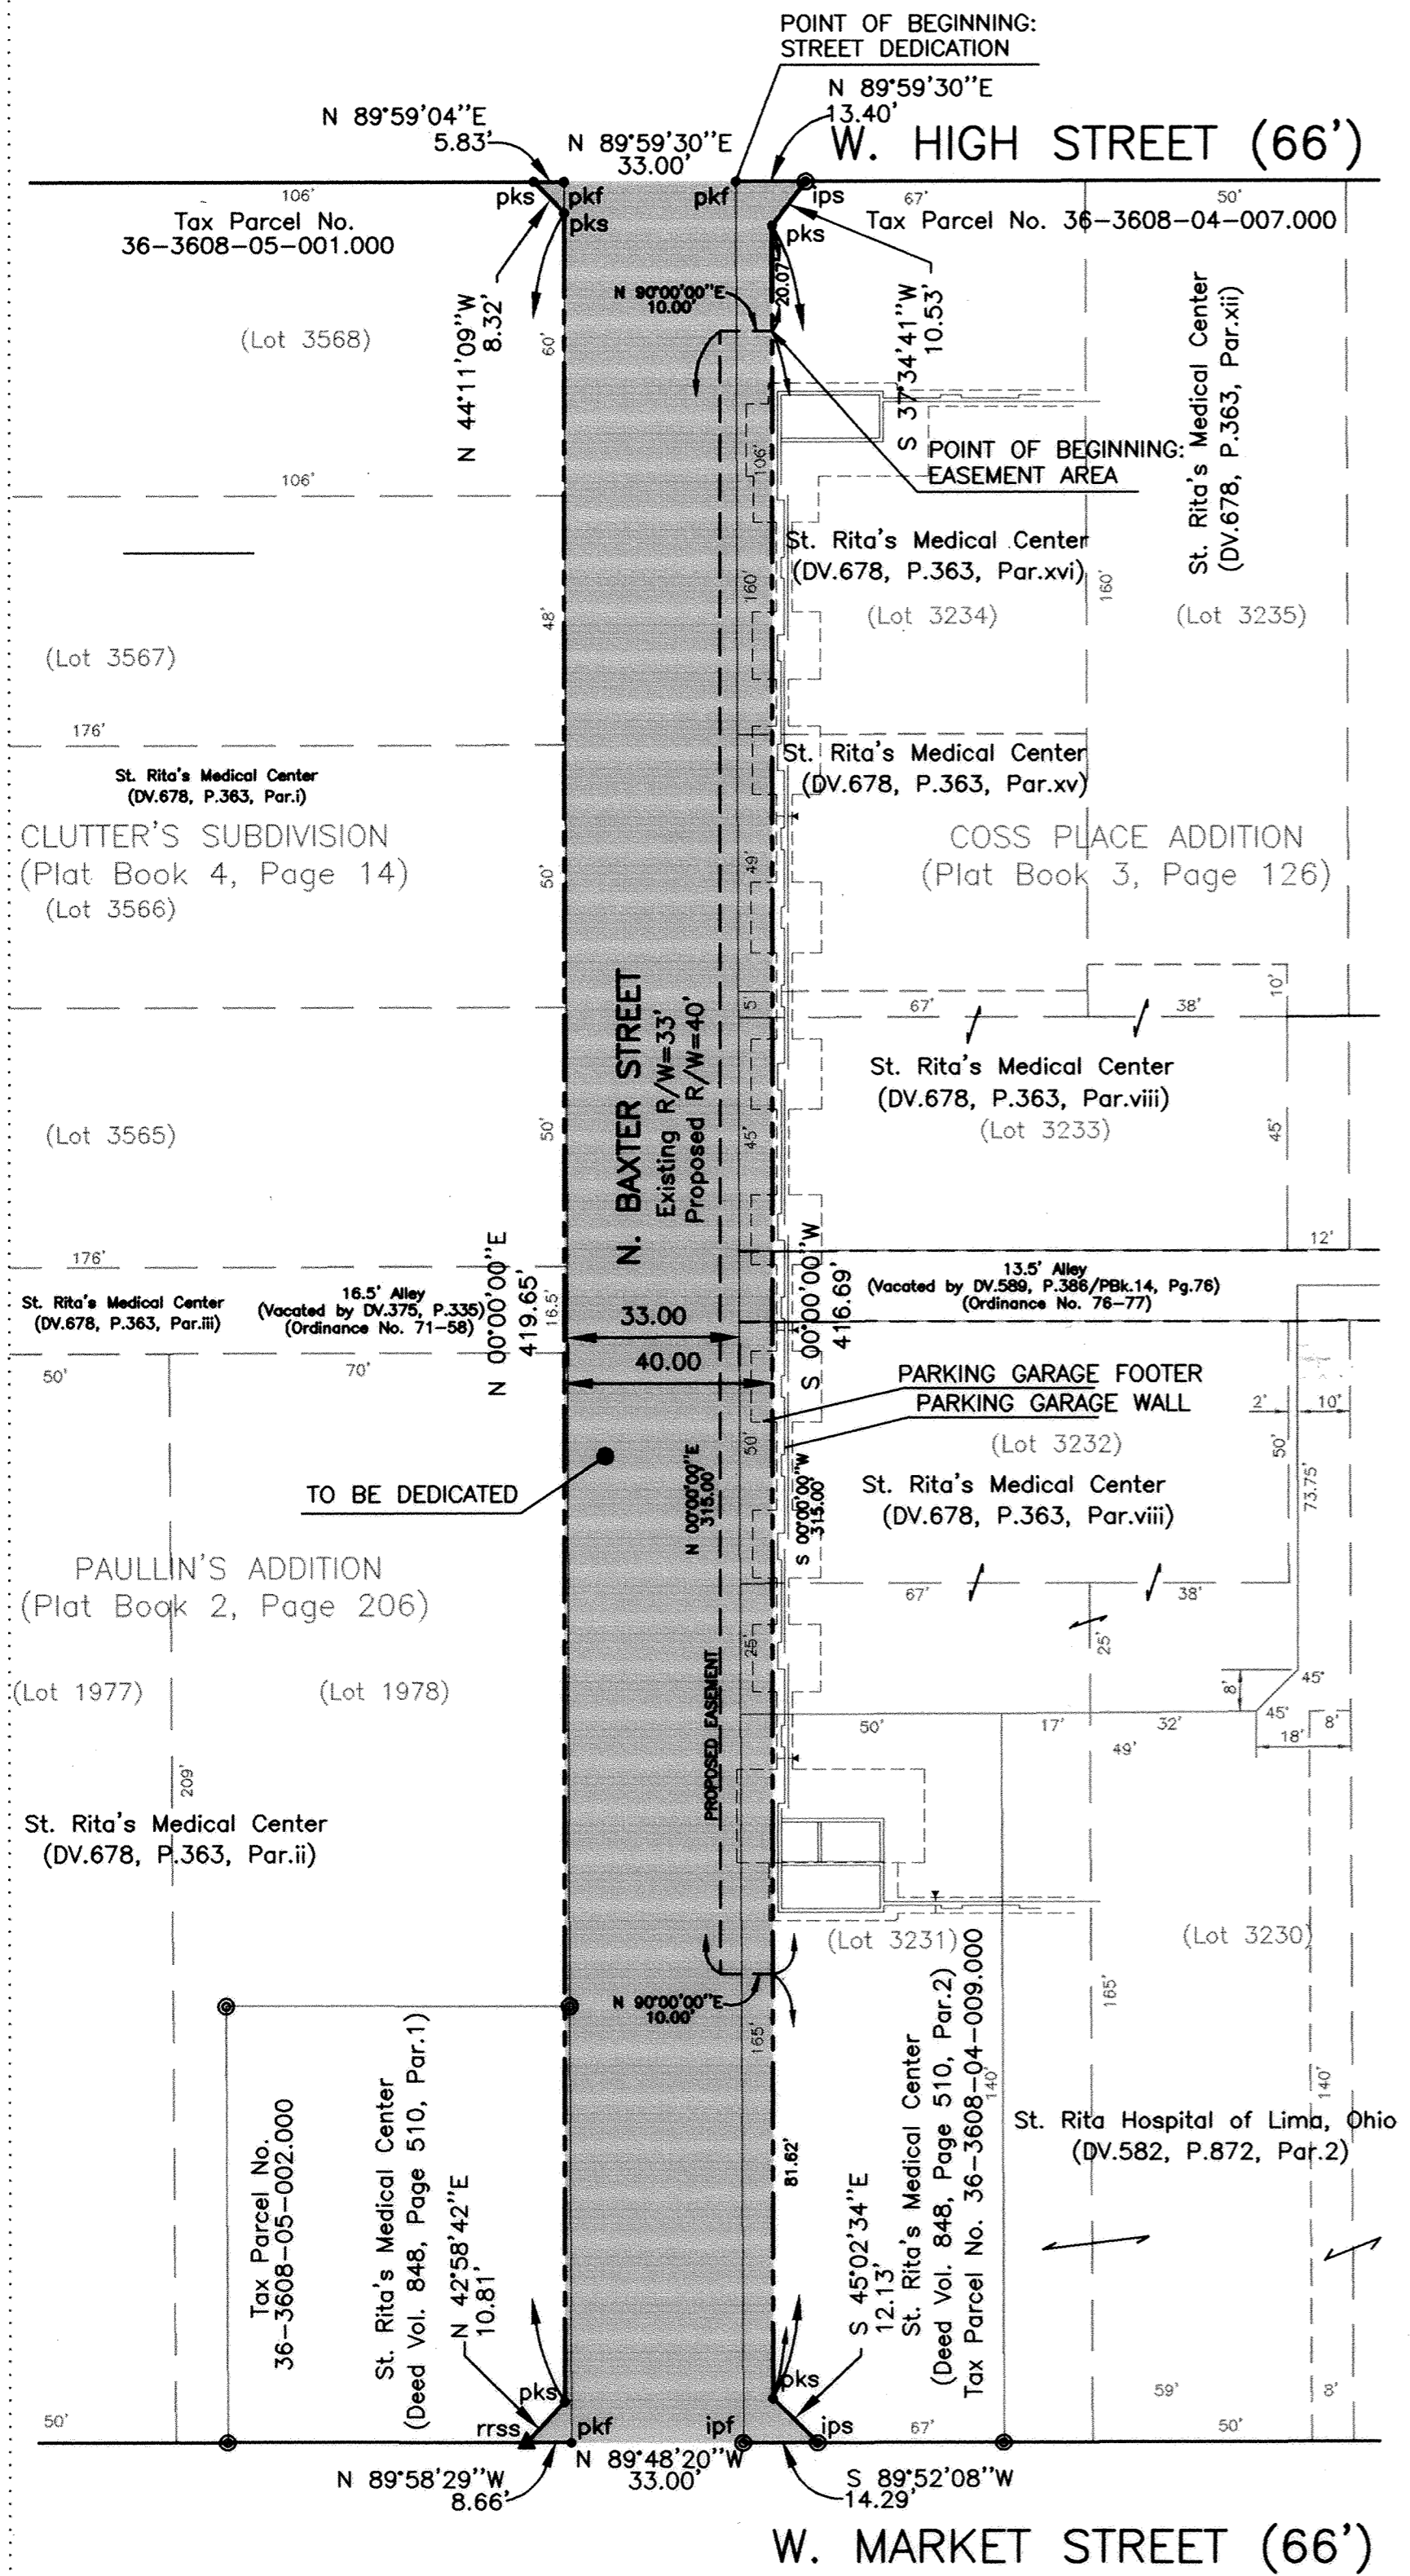 POINT OF BEGINNING:
STREET DEDICATION
N 89°59'30"E
13.40'
N 89°59'04"E
5.83'
N 89°59'30"E
33.00'
W. HIGH STREET (66')
106'
pks
pkf
pkf
ips
67'
50'
Tax Parcel No.
36-3608-05-001.000
pks
pks
Tax Parcel No. 36-3608-04-007.000
20.07'
N 90°00'00"E
10.00'
N 44°11'09"W
8.32'
S 37°34'41"W
10.53'
St. Rita's Medical Center
(DV.678, P.363, Par.xii)
(Lot 3568)
60'
106'
106'
POINT OF BEGINNING:
EASEMENT AREA
St. Rita's Medical Center
(DV.678, P.363, Par.xvi)
160'
160'
48'
(Lot 3234)
(Lot 3235)
(Lot 3567)
176'
St. Rita's Medical Center
(DV.678, P.363, Par.xv)
St. Rita's Medical Center
(DV.678, P.363, Par.i)
CLUTTER'S SUBDIVISION
(Plat Book 4, Page 14)
(Lot 3566)
COSS PLACE ADDITION
(Plat Book 3, Page 126)
50'
49'
N. BAXTER STREET
Existing R/W=33'
Proposed R/W=40'
5'
67'
38'
10'
St. Rita's Medical Center
(DV.678, P.363, Par.viii)
(Lot 3233)
(Lot 3565)
50'
45'
45'
176'
12'
N 00°00'00"E
419.65'
S 00°00'00"W
416.69'
13.5' Alley
(Vacated by DV.589, P.386/PBk.14, Pg.76)
(Ordinance No. 76-77)
St. Rita's Medical Center
(DV.678, P.363, Par.iii)
16.5' Alley
(Vacated by DV.375, P.335)
(Ordinance No. 71-58)
16.5'
33.00
40.00
50'
70'
PARKING GARAGE FOOTER
PARKING GARAGE WALL
2'
10'
50'
(Lot 3232)
50'
73.75'
N 00°00'00"E
315.00'
S 00°00'00"W
315.00'
St. Rita's Medical Center
(DV.678, P.363, Par.viii)
TO BE DEDICATED
PAULLIN'S ADDITION
(Plat Book 2, Page 206)
67'
38'
25'
25'
(Lot 1977)
(Lot 1978)
PROPOSED EASEMENT
8'
45°
45°
50'
17'
32'
8'
18'
49'
209'
St. Rita's Medical Center
(DV.678, P.363, Par.ii)
(Lot 3231)
(Lot 3230)
N 90°00'00"E
10.00'
165'
165'
140'
140'
Tax Parcel No.
36-3608-05-002.000
St. Rita's Medical Center
(Deed Vol. 848, Page 510, Par.1)
N 42°58'42"E
10.81'
81.62'
S 45°02'34"E
12.13'
St. Rita's Medical Center
(Deed Vol. 848, Page 510, Par.2)
Tax Parcel No. 36-3608-04-009.000
St. Rita Hospital of Lima, Ohio
(DV.582, P.872, Par.2)
pks
pks
59'
8'
50'
rrss
pkf
ipf
ips
67'
50'
N 89°48'20"W
33.00'
N 89°58'29"W
8.66'
S 89°52'08"W
14.29'
W. MARKET STREET (66')